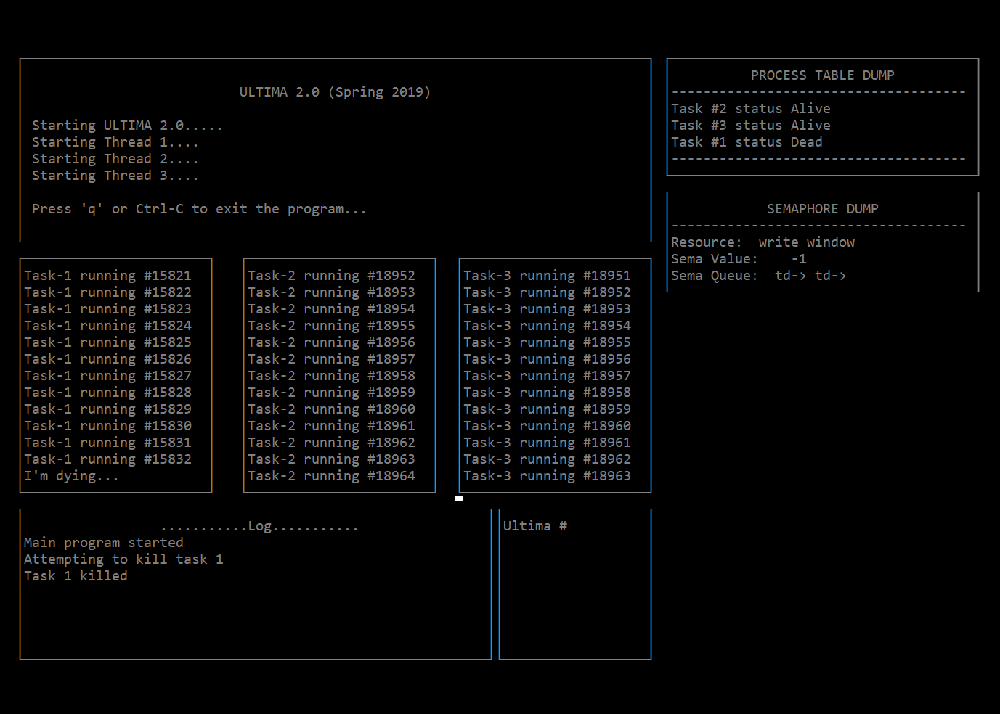 ULTIMA 2.0 (Spring 2019)
Starting ULTIMA 2.0.....
Starting Thread 1....
Starting Thread 2....
Starting Thread 3....
Press 'q' or Ctrl-C to exit the program...
PROCESS TABLE DUMP
-------------------------------------
Task #2 status Alive
Task #3 status Alive
Task #1 status Dead
-------------------------------------
SEMAPHORE DUMP
-------------------------------------
Resource:  write window
Sema Value:    -1
Sema Queue:  td-> td->
Task-1 running #15821
Task-1 running #15822
Task-1 running #15823
Task-1 running #15824
Task-1 running #15825
Task-1 running #15826
Task-1 running #15827
Task-1 running #15828
Task-1 running #15829
Task-1 running #15830
Task-1 running #15831
Task-1 running #15832
I'm dying...
Task-2 running #18952
Task-2 running #18953
Task-2 running #18954
Task-2 running #18955
Task-2 running #18956
Task-2 running #18957
Task-2 running #18958
Task-2 running #18959
Task-2 running #18960
Task-2 running #18961
Task-2 running #18962
Task-2 running #18963
Task-2 running #18964
Task-3 running #18951
Task-3 running #18952
Task-3 running #18953
Task-3 running #18954
Task-3 running #18955
Task-3 running #18956
Task-3 running #18957
Task-3 running #18958
Task-3 running #18959
Task-3 running #18960
Task-3 running #18961
Task-3 running #18962
Task-3 running #18963
...........Log...........
Main program started
Attempting to kill task 1
Task 1 killed
Ultima #